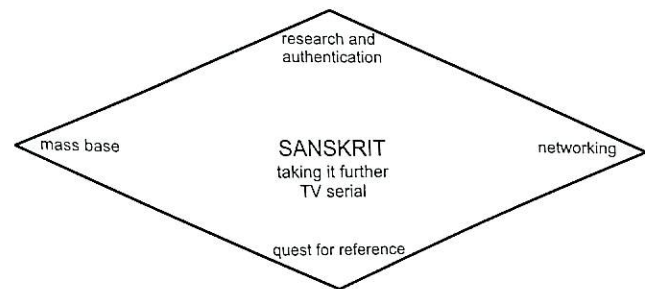 research and
authentication
mass base
SANSKRIT
networking
taking it further
TV serial
quest for reference